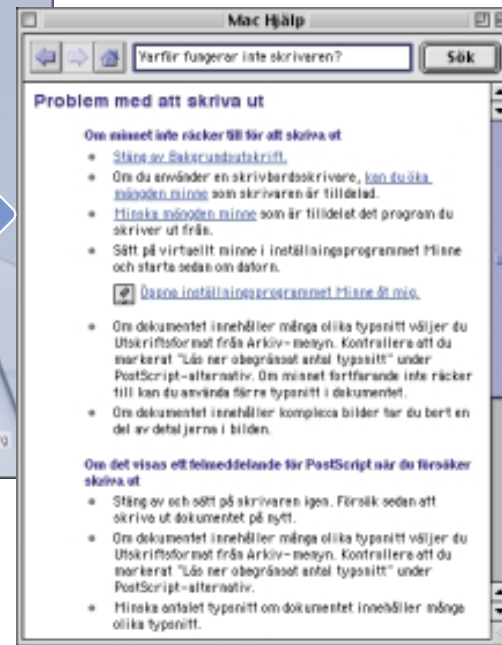 Mac Hjälp
Varför fungerar inte skrivaren?
Sök
Problem med att skriva ut
Om minnet inte räcker till för att skriva ut
Stäng av Bakgrundsutskrift.
Om du använder en skrivbordsskrivare, kan du öka
mängden minne som skrivaren är tilldelad.
Minska mängden minne som är tilldelat det program du
skriver ut från.
Sätt på virtuellt minne i inställningsprogrammet Minne
och starta sedan om datorn.
Öppna inställningsprogrammet Minne åt mig.
Om dokumentet innehåller många olika typsnitt väljer du
Utskriftsformat från Arkiv-menyn. Kontrollera att du
markerat "Läs ner obegränsat antal typsnitt" under
PostScript-alternativ. Om minnet fortfarande inte räcker
till kan du använda färre typsnitt i dokumentet.
Om dokumentet innehåller komplexa bilder tar du bort en
del av detaljerna i bilden.
Om det visas ett felmeddelande för PostScript när du försöker
skriva ut
Stäng av och sätt på skrivaren igen. Försök sedan att
skriva ut dokumentet på nytt.
Om dokumentet innehåller många olika typsnitt väljer du
Utskriftsformat från Arkiv-menyn. Kontrollera att du
markerat "Läs ner obegränsat antal typsnitt" under
PostScript-alternativ.
Minska antalet typsnitt om dokumentet innehåller många
olika typsnitt.